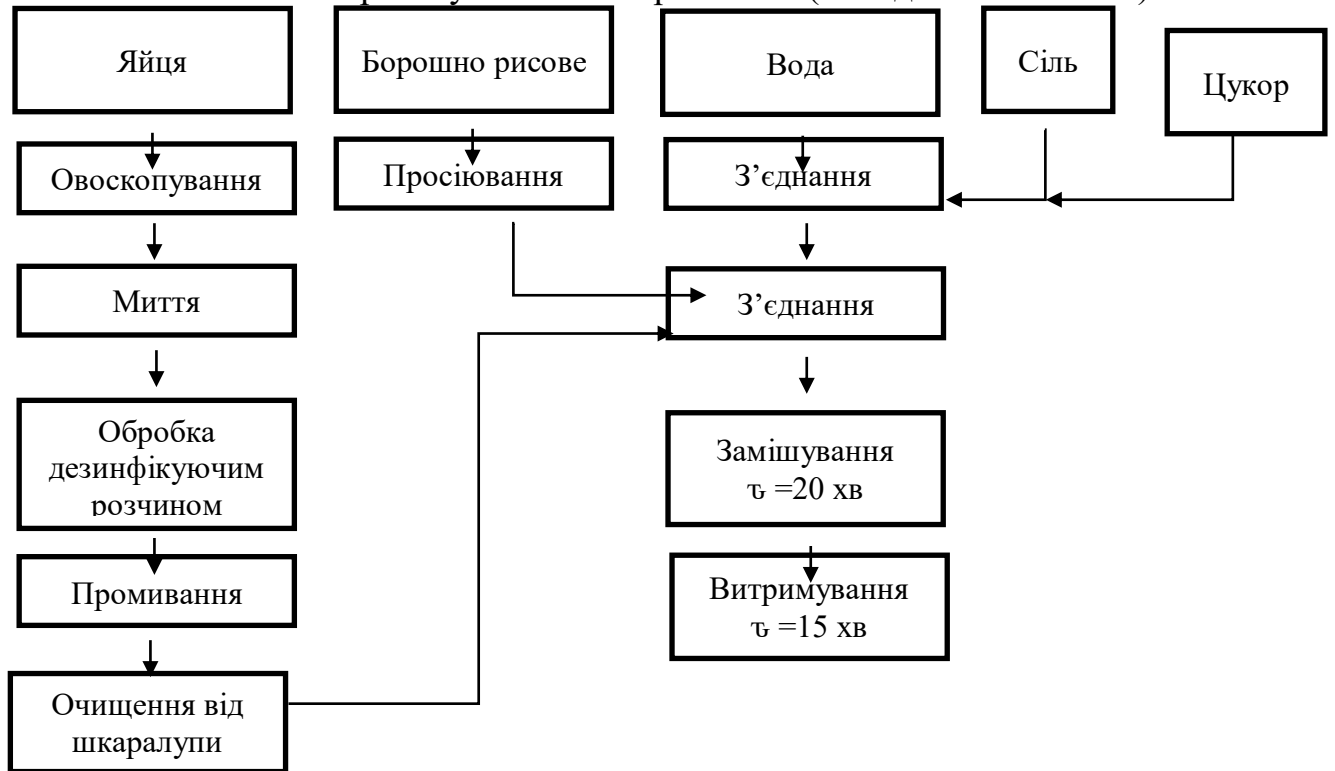 Яйця
Борошно рисове
Вода
Сіль
Цукор
Овоскопування
Просіювання
З’єднання
Миття
З’єднання
Обробка
дезинфікуючим
розчином
Замішування
τ =20 хв
Промивання
Витримування
τ =15 хв
Очищення від
шкаралупи